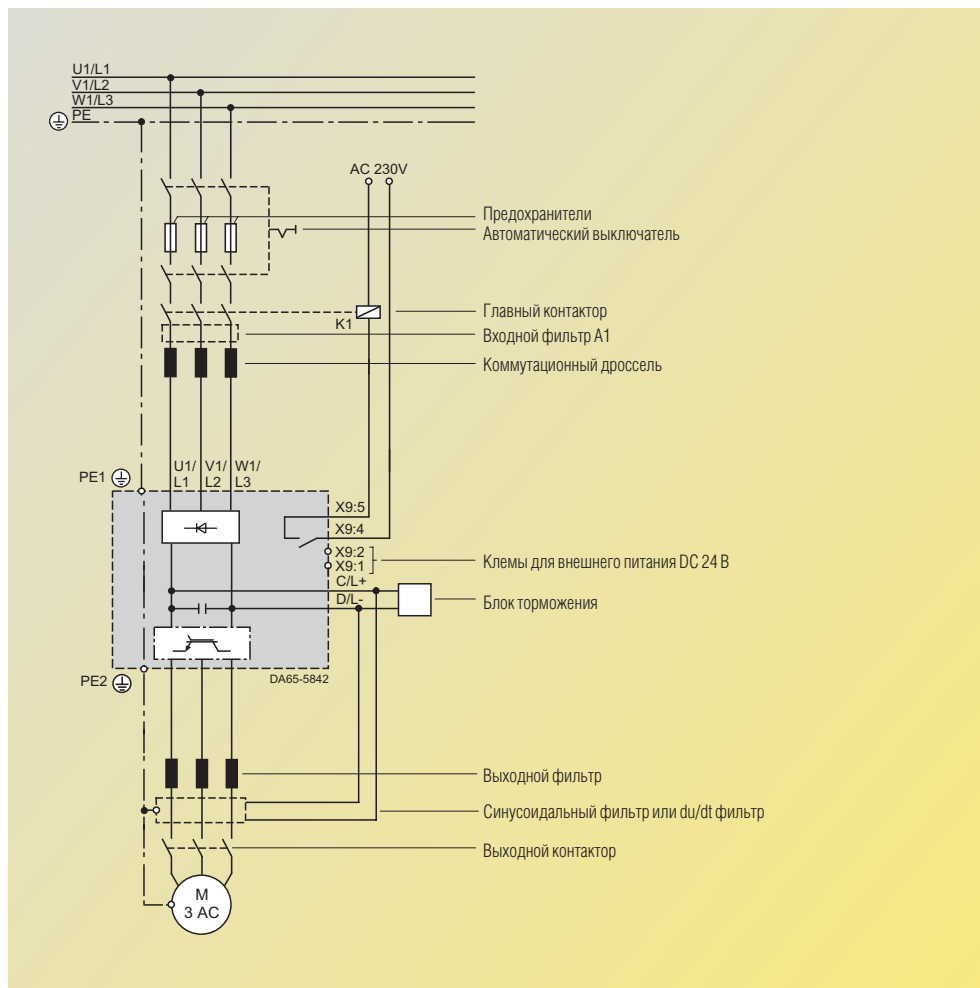 U1/L1
V1/L2
W1/L3
PE
AC 230V
Предохранители
Автоматический выключатель
Главный контактор
K1
Входной фильтр А1
Коммутационный дроссель
U1/ V1/ W1/
PE1 L1 L2 L3
X9:5
X9:4
X9:2
X9:1
Клемы для внешнего питания DC 24 В
C/L+
D/L-
Блок торможения
PE2
DA65-5842
Выходной фильтр
Синусоидальный фильтр или du/dt фильтр
Выходной контактор
M
3 AC